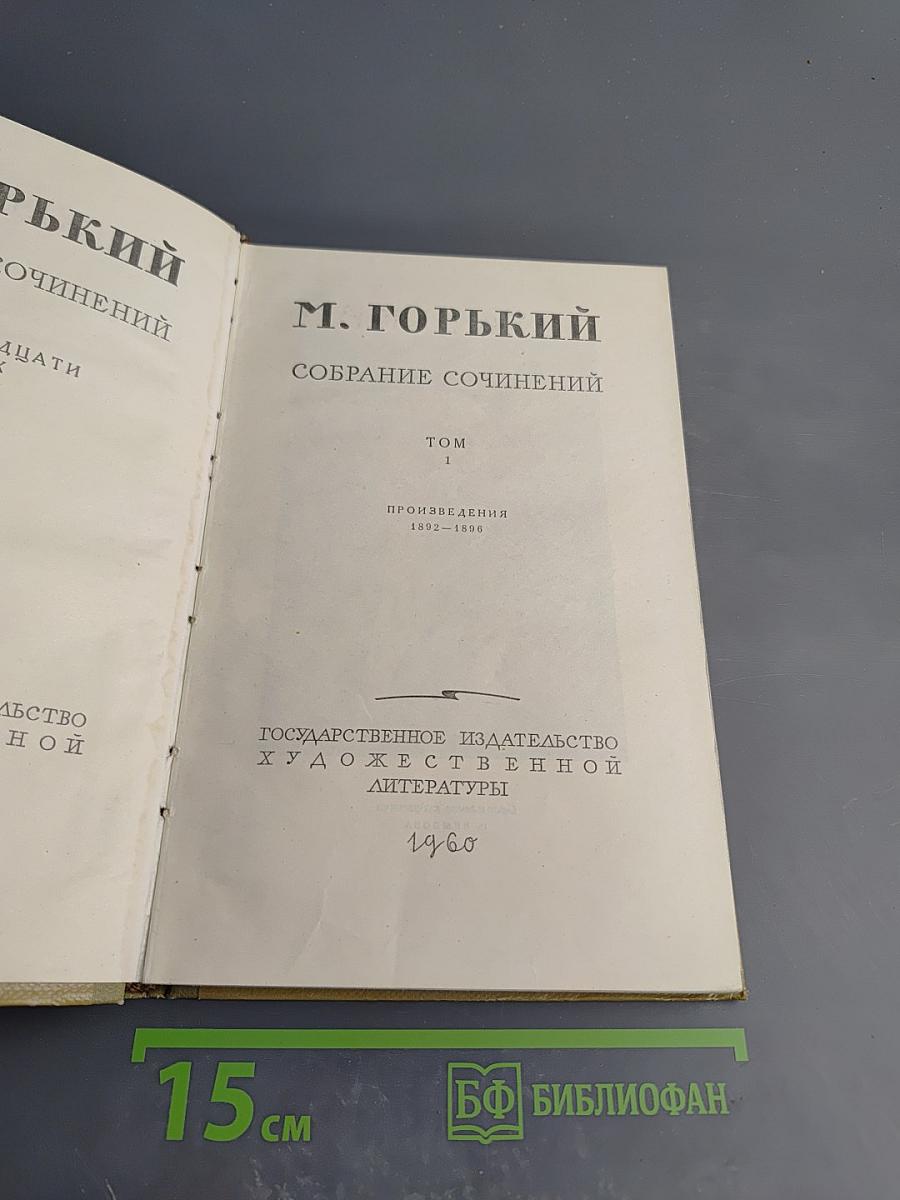 РЬКИЙ
СОЧИНЕНИЙ
ДЦАТИ
Х
ЛЬСТВО
НОЙ
М. ГОРЬКИЙ
СОБРАНИЕ СОЧИНЕНИЙ
ТОМ
1
ПРОИЗВЕДЕНИЯ
1892—1896
ГОСУДАРСТВЕННОЕ ИЗДАТЕЛЬСТВО
ХУДОЖЕСТВЕННОЙ
ЛИТЕРАТУРЫ
1960
15 см
БФ БИБЛИОФАН